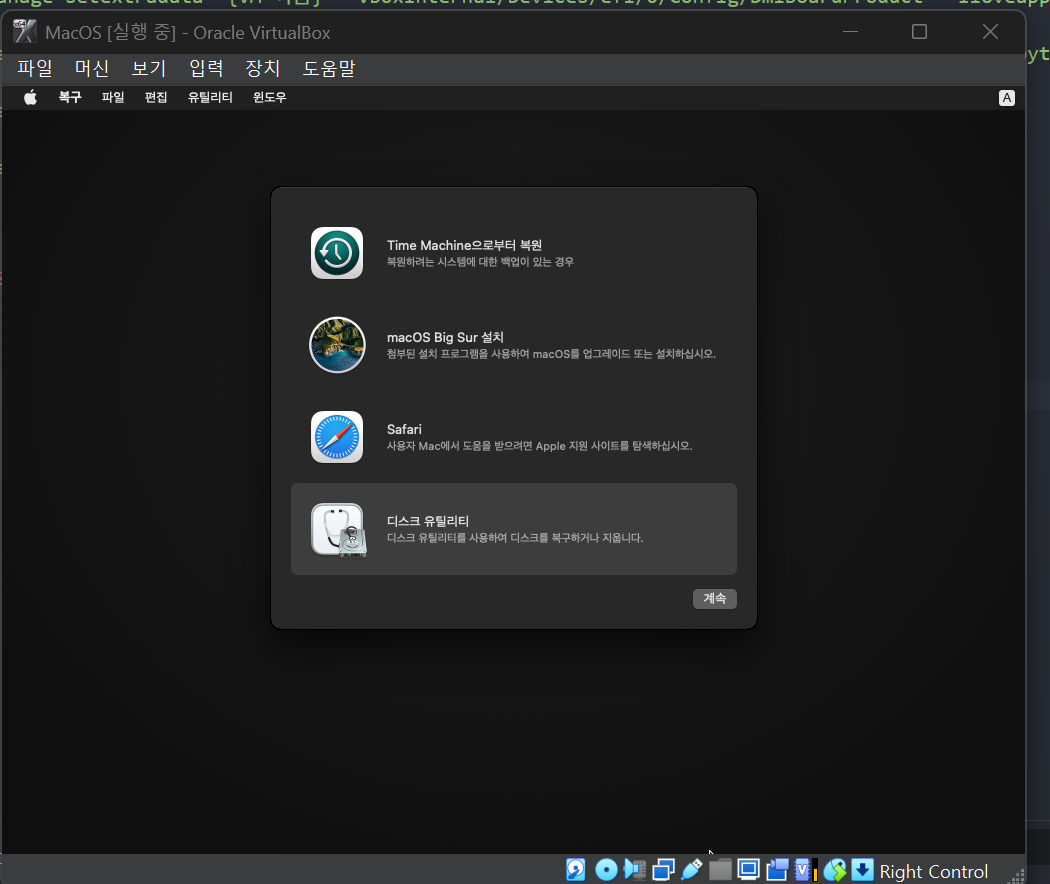 MacOS [실행 중] - Oracle VirtualBox
파일 머신 보기 입력 장치 도움말
복구 파일 편집 유틸리티 윈도우 A
Time Machine으로부터 복원
복원하려는 시스템에 대한 백업이 있는 경우
macOS Big Sur 설치
첨부된 설치 프로그램을 사용하여 macOS를 업그레이드 또는 설치하십시오.
Safari
사용자 Mac에서 도움을 받으려면 Apple 지원 사이트를 탐색하십시오.
디스크 유틸리티
디스크 유틸리티를 사용하여 디스크를 복구하거나 지웁니다.
계속
Right Control